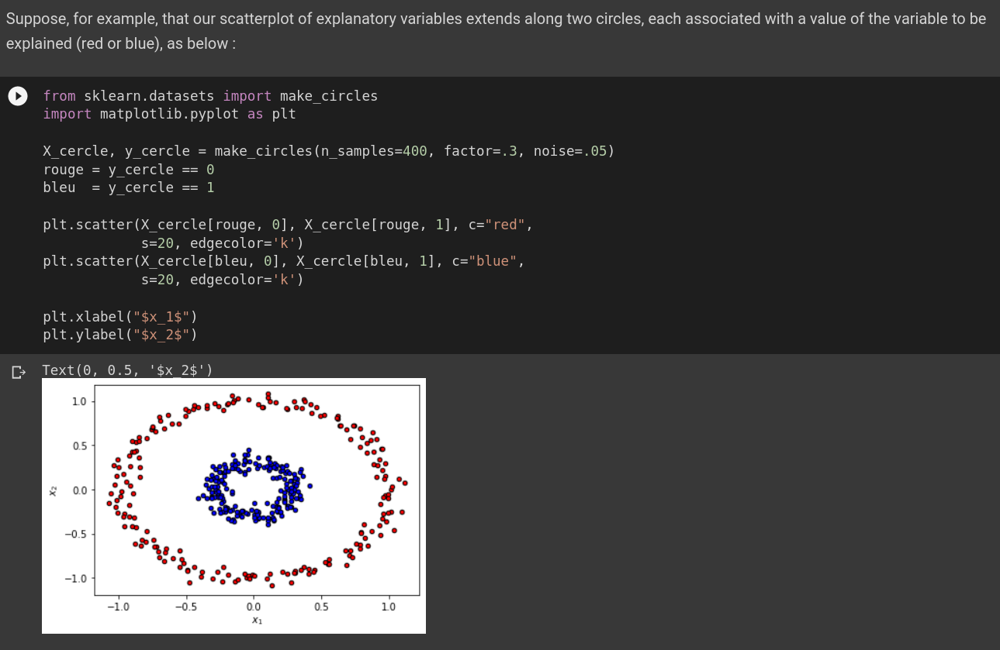 Suppose, for example, that our scatterplot of explanatory variables extends along two circles, each associated with a value of the variable to be
explained (red or blue), as below :
from sklearn.datasets import make_circles
import matplotlib.pyplot as plt
X_cercle, y_cercle = make_circles(n_samples=400, factor=.3, noise=.05)
rouge = y_cercle == 0
bleu  = y_cercle == 1
plt.scatter(X_cercle[rouge, 0], X_cercle[rouge, 1], c="red",
            s=20, edgecolor='k')
plt.scatter(X_cercle[bleu, 0], X_cercle[bleu, 1], c="blue",
            s=20, edgecolor='k')
plt.xlabel("$x_1$")
plt.ylabel("$x_2$")
Text(0, 0.5, '$x_2$')
1.0
0.5
0.0
−0.5
−1.0
x₂
−1.0 −0.5 0.0 0.5 1.0
x₁